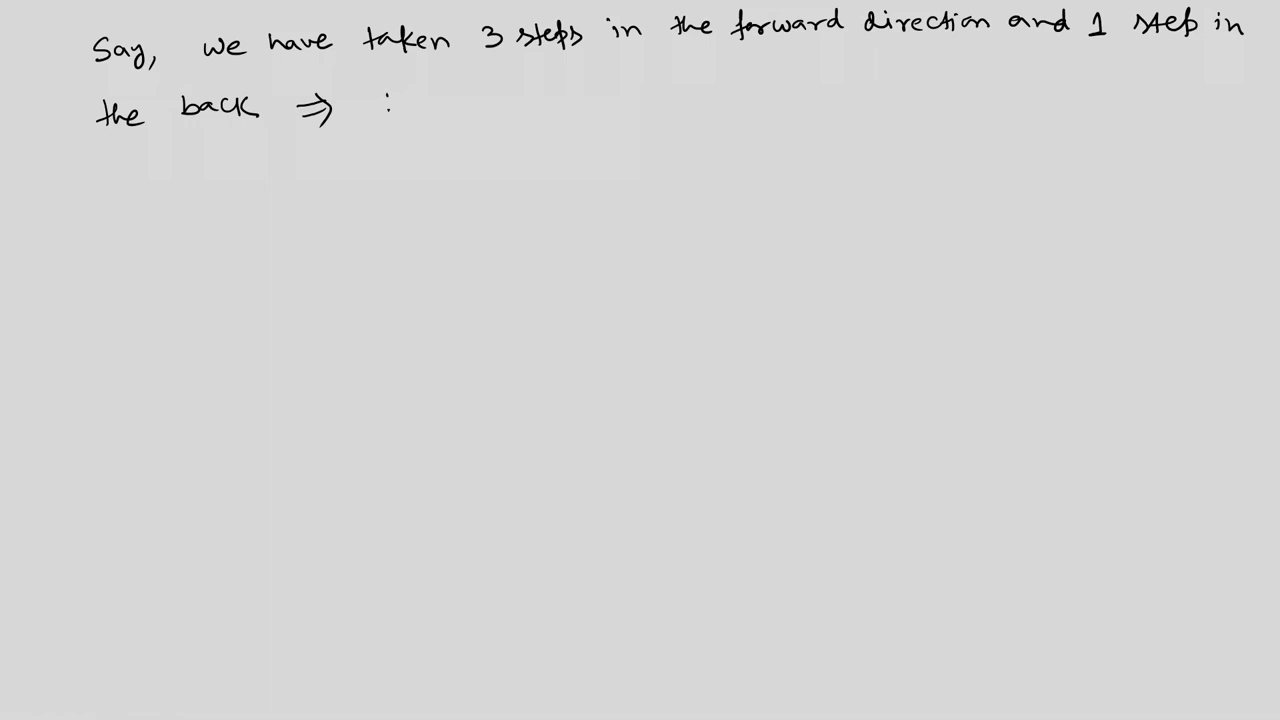 Say, we have taken 3 steps in the forward direction and 1 step in
the back ⇒ :